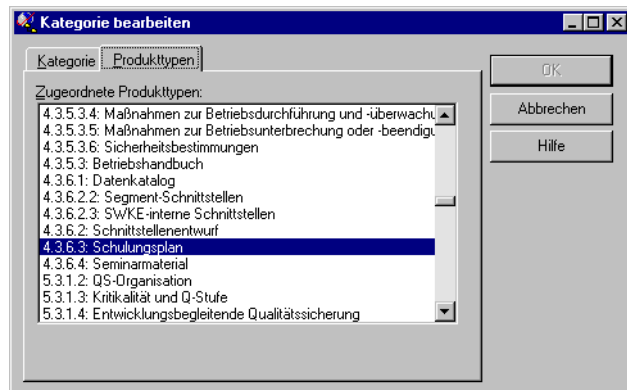 Kategorie bearbeiten
Kategorie Produkttypen
OK
Zugeordnete Produkttypen:
Abbrechen
Hilfe
4.3.5.3.4: Maßnahmen zur Betriebsdurchführung und -überwachu
4.3.5.3.5: Maßnahmen zur Betriebsunterbrechung oder -beendigu
4.3.5.3.6: Sicherheitsbestimmungen
4.3.5.3: Betriebshandbuch
4.3.6.1: Datenkatalog
4.3.6.2.2: Segment-Schnittstellen
4.3.6.2.3: SWKE-interne Schnittstellen
4.3.6.2: Schnittstellenentwurf
4.3.6.3: Schulungsplan
4.3.6.4: Seminarmaterial
5.3.1.2: QS-Organisation
5.3.1.3: Kritikalität und Q-Stufe
5.3.1.4: Entwicklungsbegleitende Qualitätssicherung